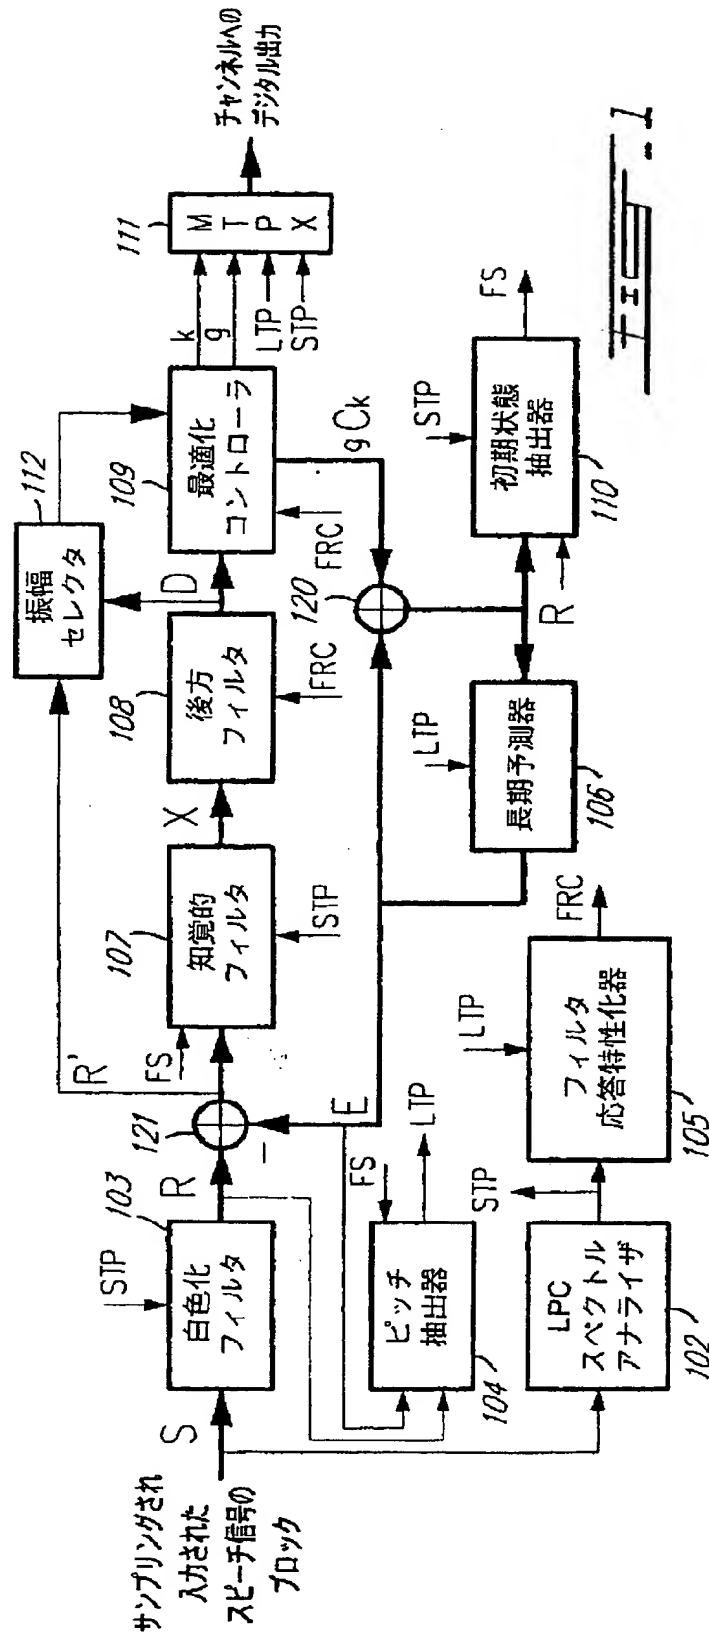 サンプリングされ
入力された
スピーチ信号の
ブロック
S
STP
103
白色化
フィルタ
R
121
−
R'
FS
107
知覚的
フィルタ
STP
X
108
後方
フィルタ
FRC
D
112
振幅
セレクタ
109
最適化
コントローラ
FRC
k
g
LTP
STP
111
M
T
P
X
チャンネルへの
デジタル出力
gCk
120
E
FS
ピッチ
抽出器
104
LTP
LTP
長期予測器
106
R
STP
初期状態
抽出器
110
FS
LPC
スペクトル
アナライザ
102
STP
LTP
フィルタ
応答特性化器
105
FRC
FIG. 1